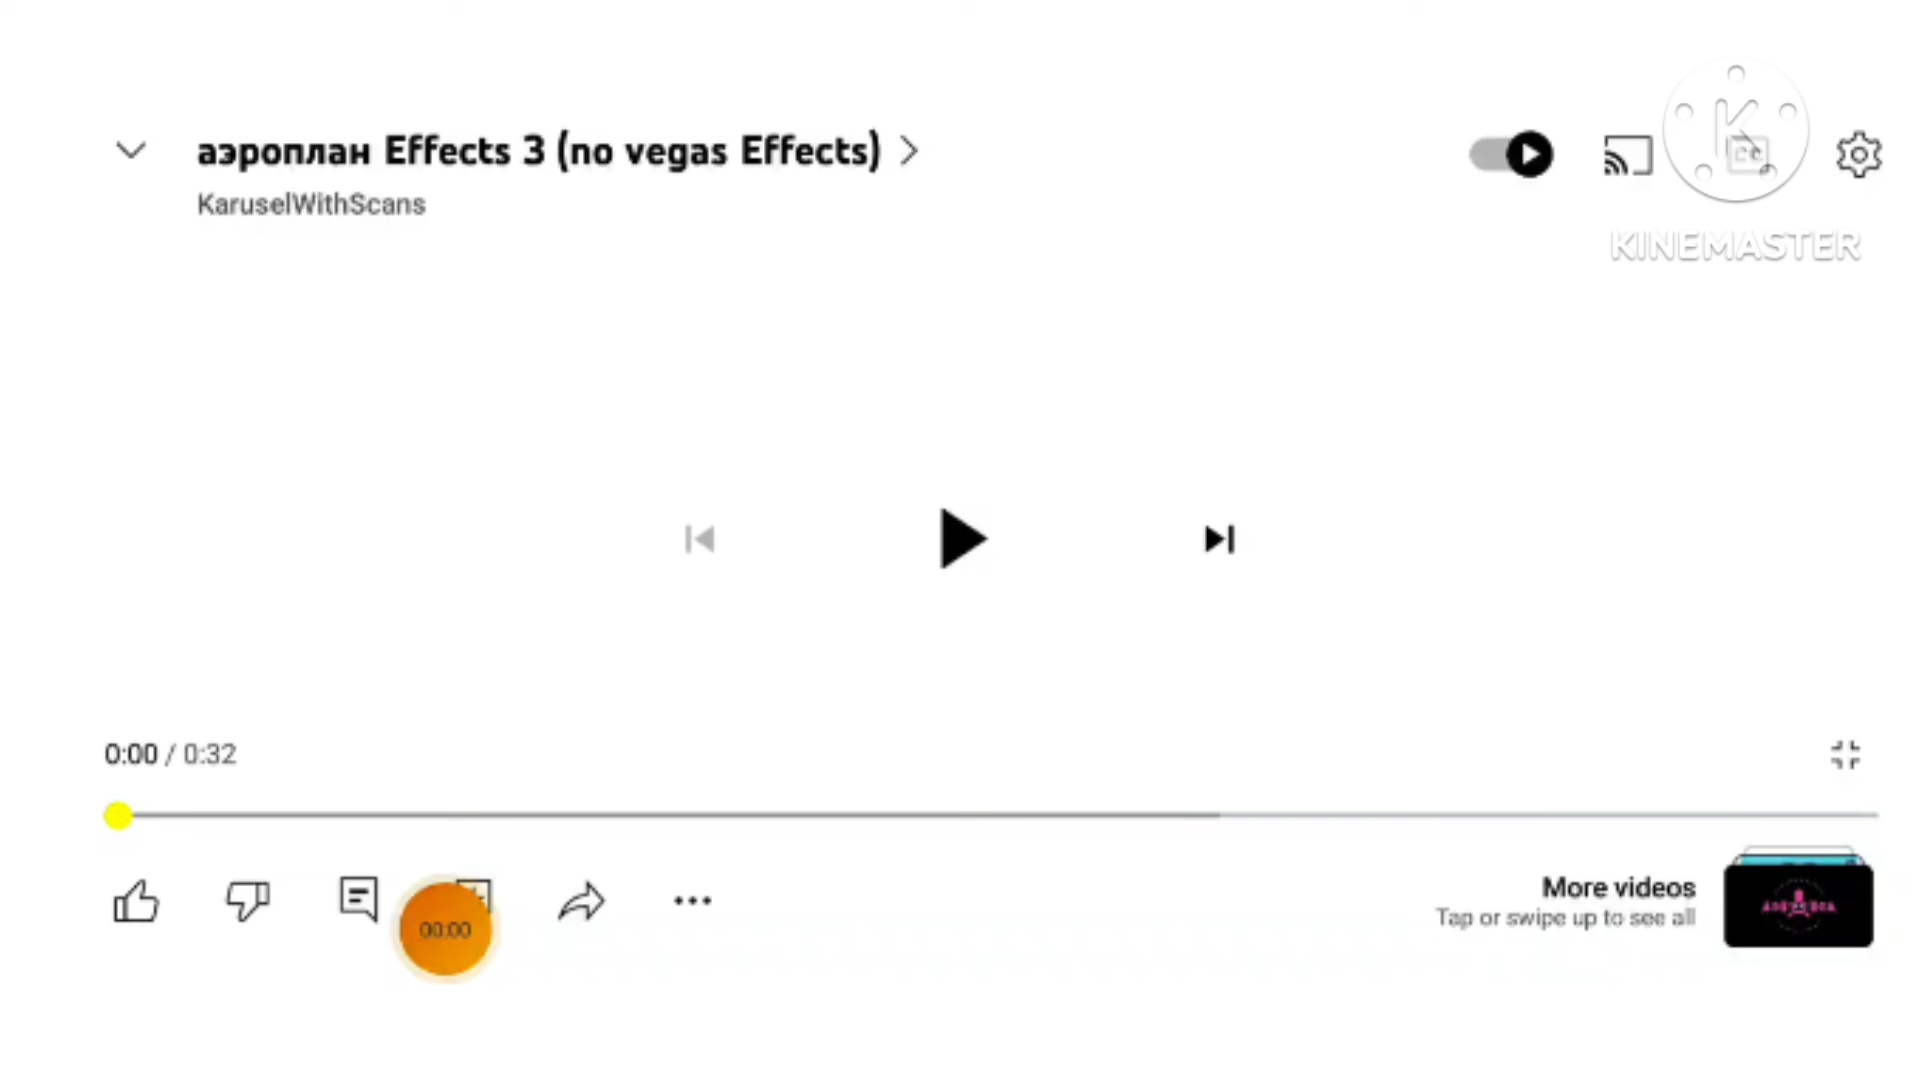 аэроплан Effects 3 (no vegas Effects)
KaruselWithScans
KINEMASTER
0:00 / 0:32
00:00
More videos
Tap or swipe up to see all